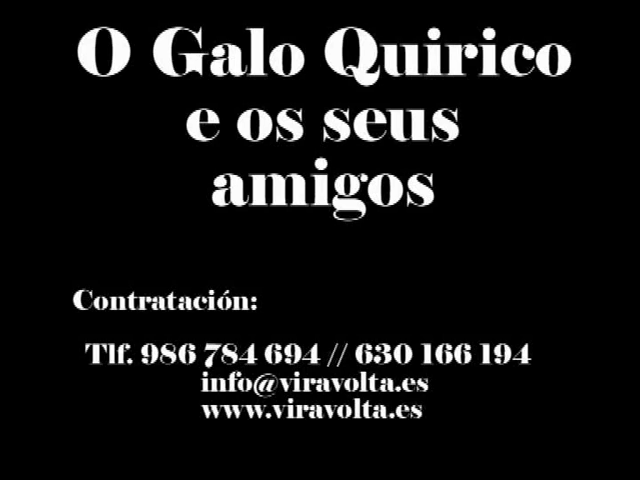 O Galo Quirico
e os seus
amigos
Contratación:
Tlf. 986 784 694 // 630 166 194
info@viravolta.es
www.viravolta.es